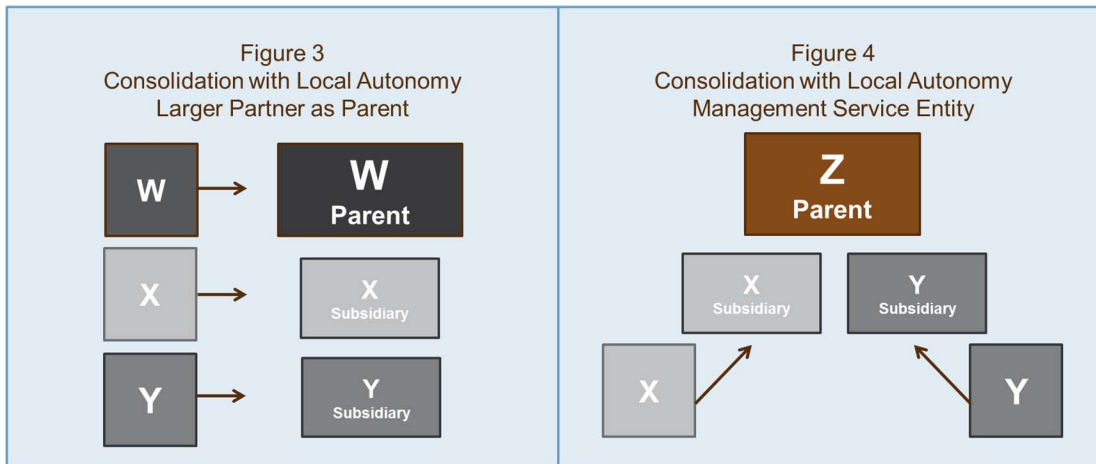 Figure 3
Consolidation with Local Autonomy
Larger Partner as Parent
W
W
Parent
X
X
Subsidiary
Y
Y
Subsidiary
Figure 4
Consolidation with Local Autonomy
Management Service Entity
Z
Parent
X
Subsidiary
Y
Subsidiary
X
Y